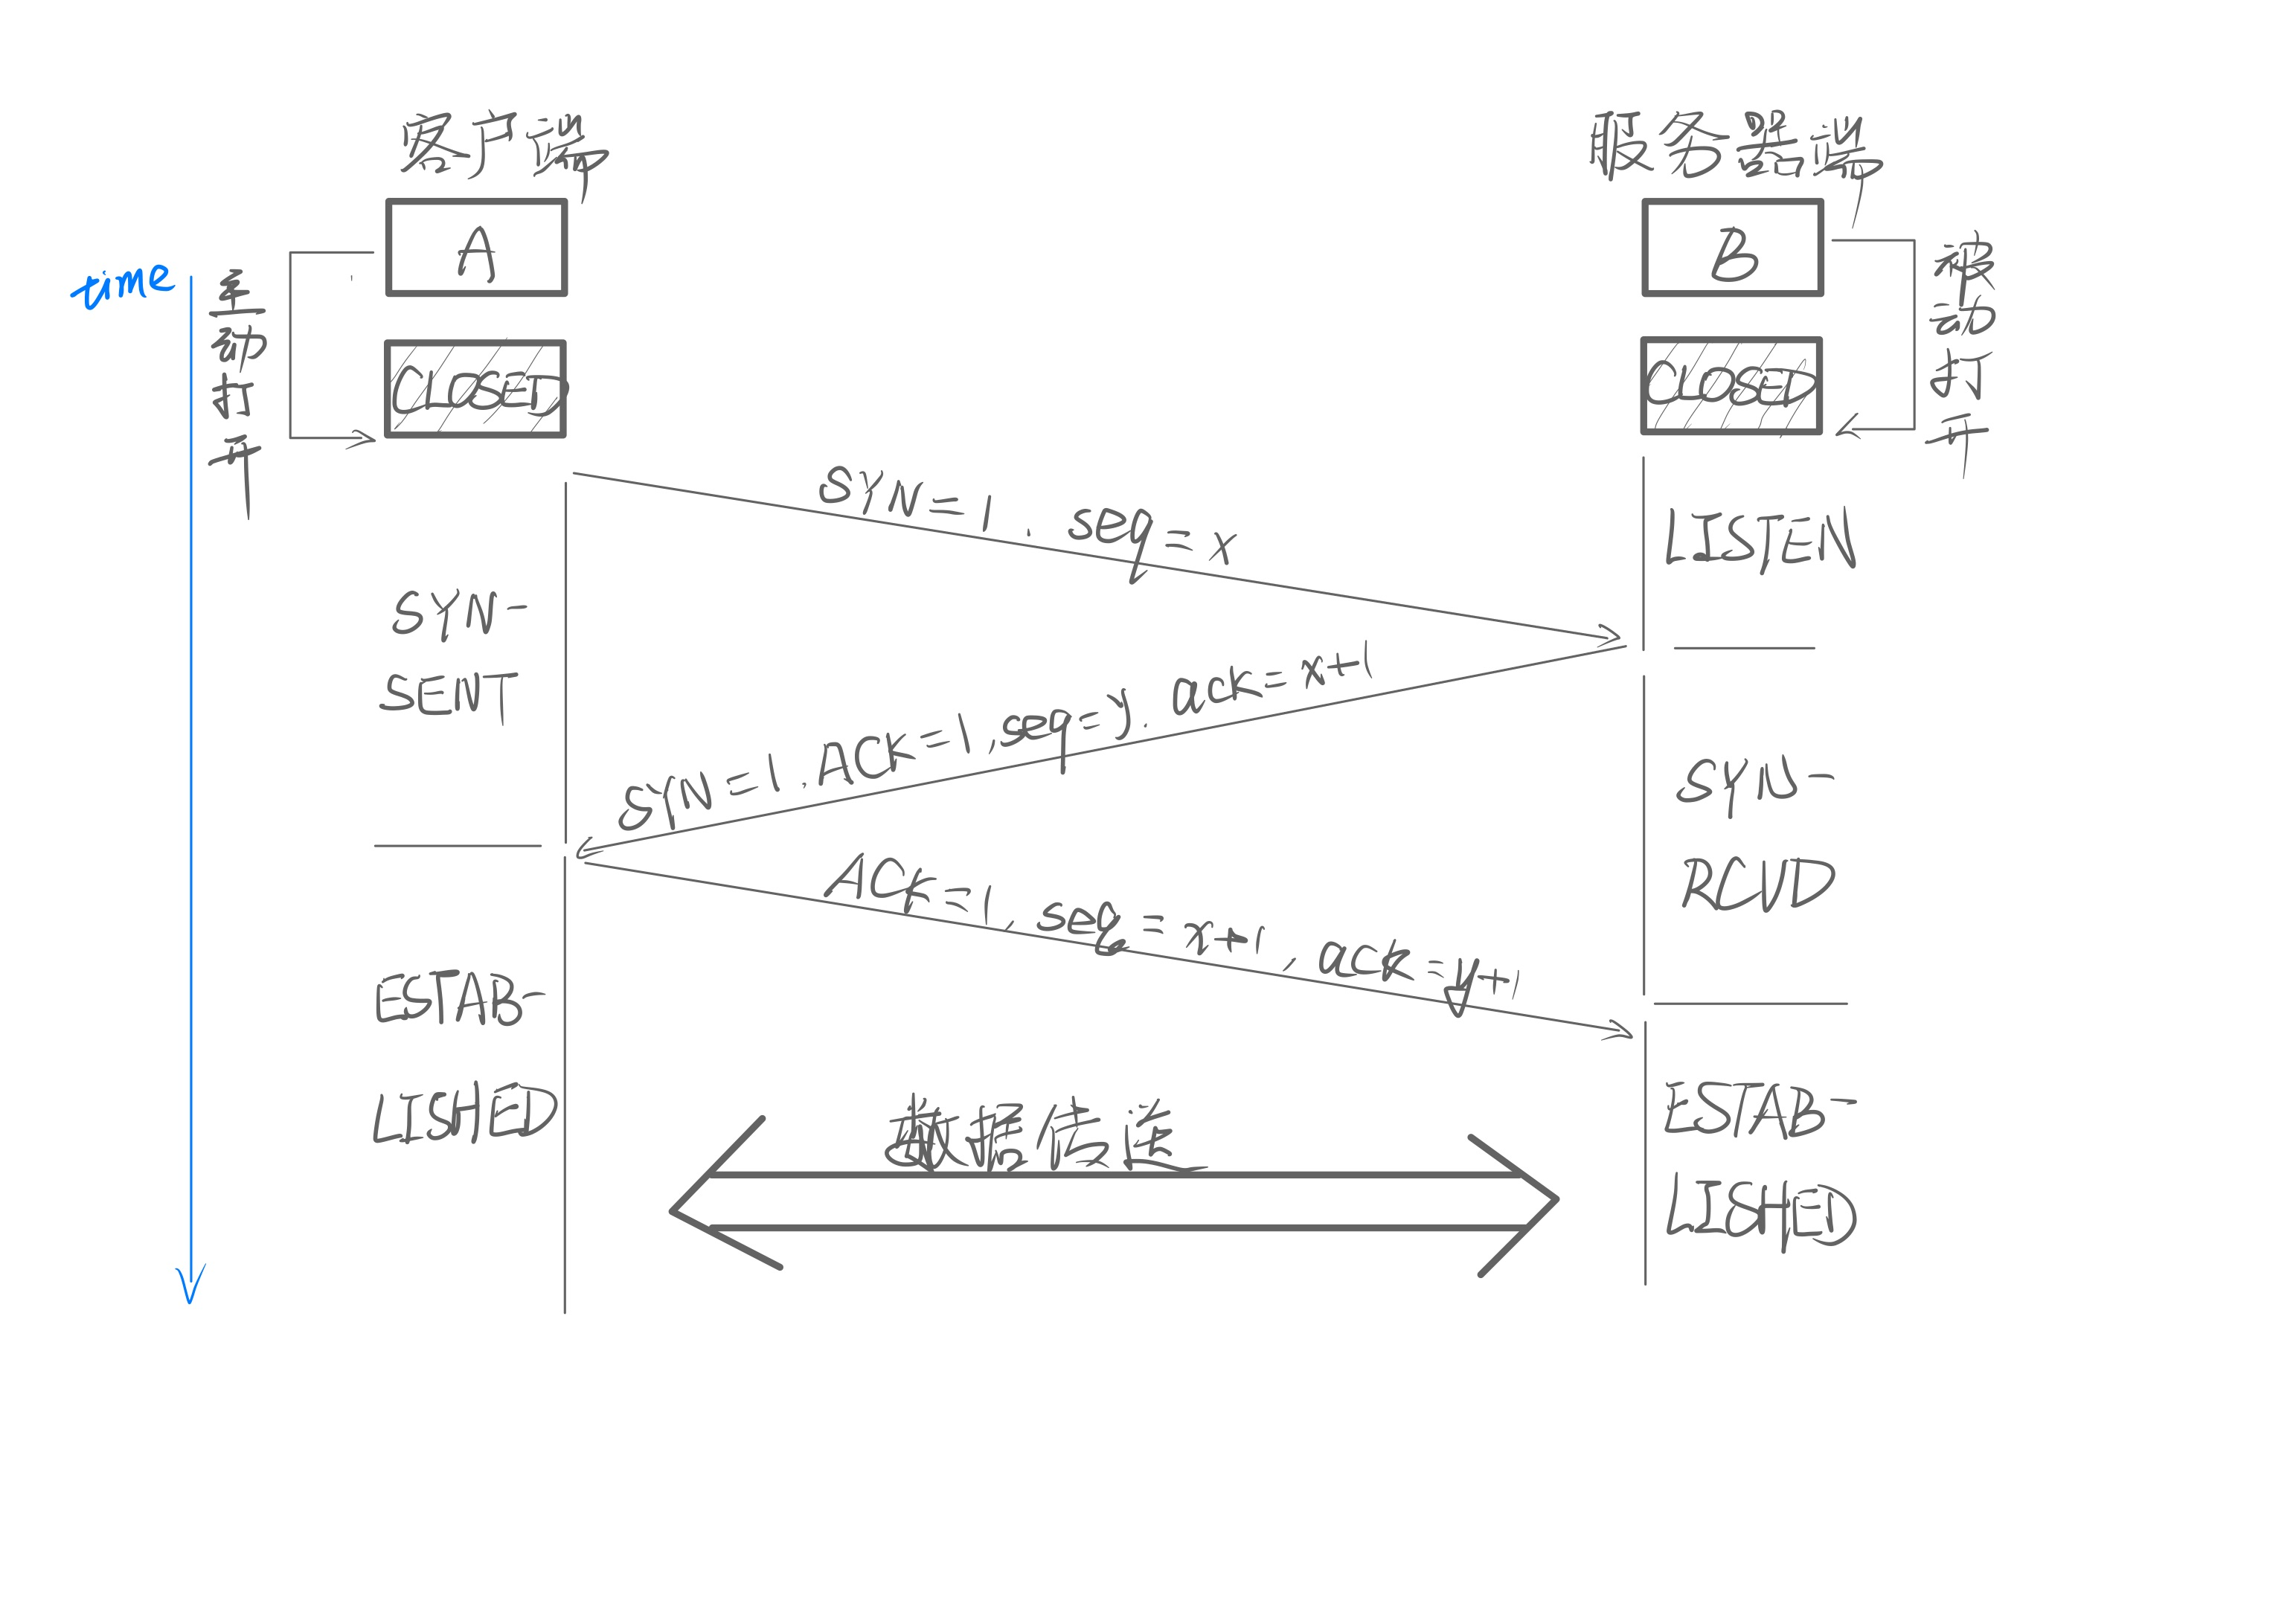 客户端
服务器端
A
B
time
主动打开
被动打开
CLOSED
CLOSED
SYN=1, seq=x
LISTEN
SYN-
SENT
SYN=1, ACK=1, seq=y, ack=x+1
SYN-
RCVD
ACK=1, seq=x+1, ack=y+1
ESTAB-
LISHED
数据传送
ESTAB-
LISHED